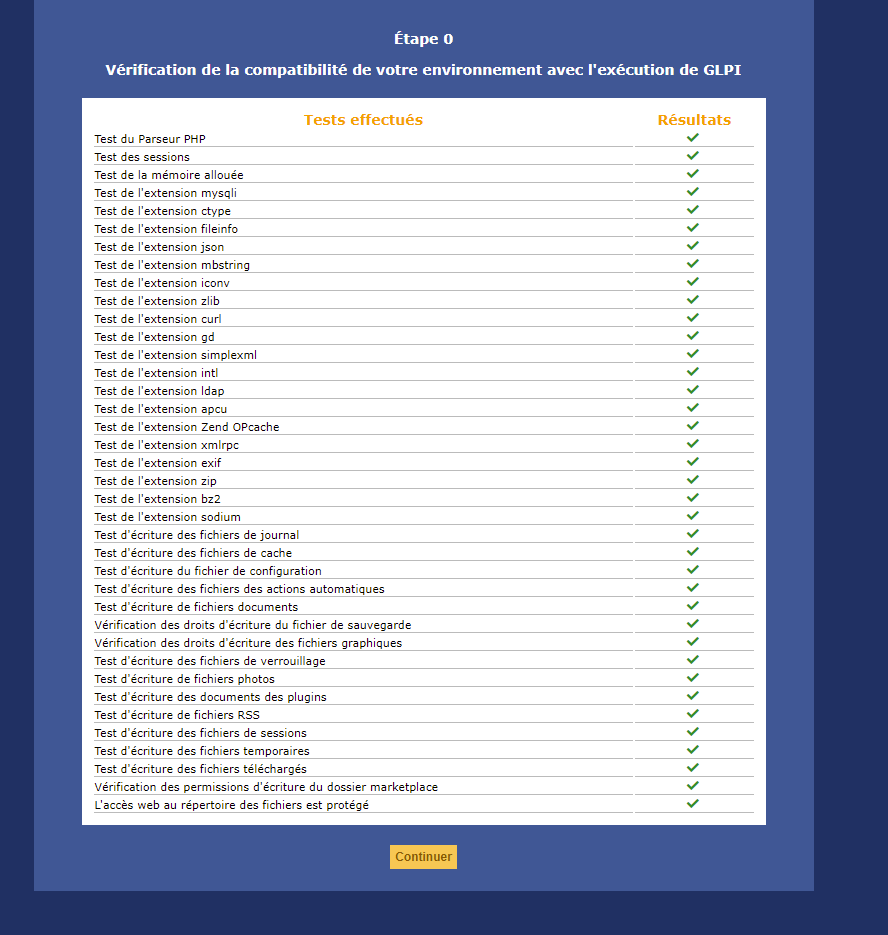 Étape 0
Vérification de la compatibilité de votre environnement avec l'exécution de GLPI
Tests effectués Résultats
Test du Parseur PHP
Test des sessions
Test de la mémoire allouée
Test de l'extension mysqli
Test de l'extension ctype
Test de l'extension fileinfo
Test de l'extension json
Test de l'extension mbstring
Test de l'extension iconv
Test de l'extension zlib
Test de l'extension curl
Test de l'extension gd
Test de l'extension simplexml
Test de l'extension intl
Test de l'extension ldap
Test de l'extension apcu
Test de l'extension Zend OPcache
Test de l'extension xmlrpc
Test de l'extension exif
Test de l'extension zip
Test de l'extension bz2
Test de l'extension sodium
Test d'écriture des fichiers de journal
Test d'écriture des fichiers de cache
Test d'écriture du fichier de configuration
Test d'écriture des fichiers des actions automatiques
Test d'écriture de fichiers documents
Vérification des droits d'écriture du fichier de sauvegarde
Vérification des droits d'écriture des fichiers graphiques
Test d'écriture des fichiers de verrouillage
Test d'écriture de fichiers photos
Test d'écriture des documents des plugins
Test d'écriture de fichiers RSS
Test d'écriture des fichiers de sessions
Test d'écriture des fichiers temporaires
Test d'écriture des fichiers téléchargés
Vérification des permissions d'écriture du dossier marketplace
L'accès web au répertoire des fichiers est protégé
Continuer